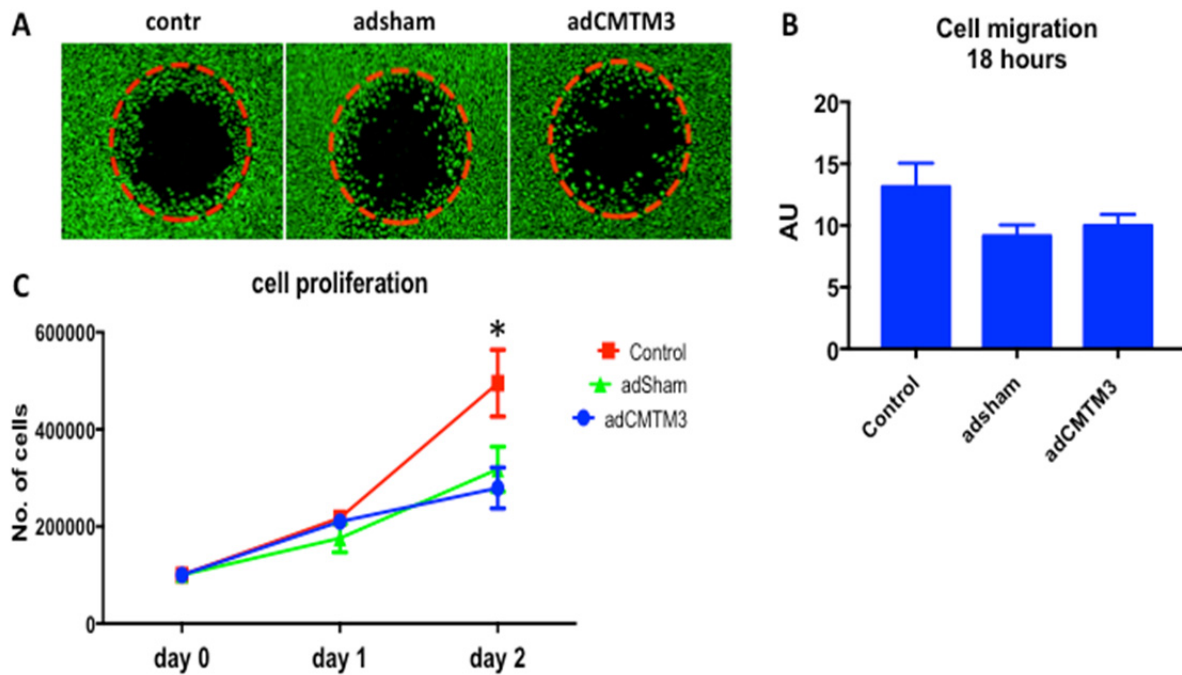 A
contr
adsham
adCMTM3
B
Cell migration
18 hours
20
15
10
5
0
AU
Control
adsham
adCMTM3
C
cell proliferation
600000
400000
200000
0
No. of cells
*
Control
adSham
adCMTM3
day 0
day 1
day 2